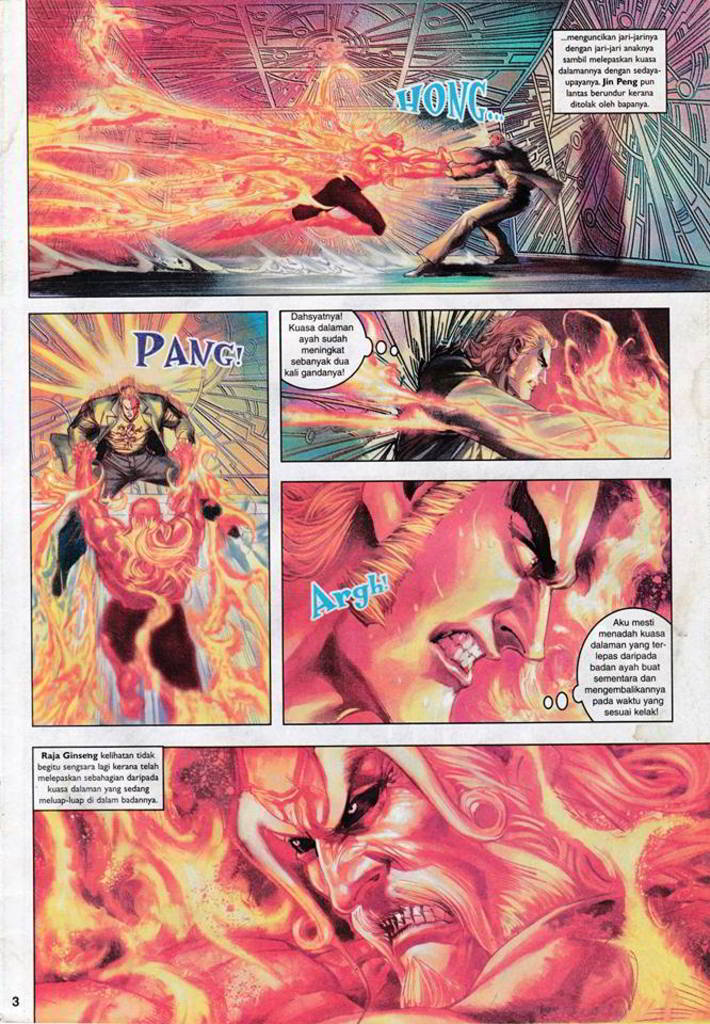 ...menguncikan jari-jarinya
dengan jari-jari anaknya
sambil melepaskan kuasa
dalamannya dengan sedaya-
upayanya. Jin Peng pun
lantas berundur kerana
ditolak oleh bapanya.
HONG...
PANG!
Dahsyatnya!
Kuasa dalaman
ayah sudah
meningkat
sebanyak dua
kali gandanya!
Argh!
Aku mesti
menadah kuasa
dalaman yang ter-
lepas daripada
badan ayah buat
sementara dan
mengembalikannya
pada waktu yang
sesuai kelak!
Raja Ginseng kelihatan tidak
begitu sengsara lagi kerana telah
melepaskan sebahagian daripada
kuasa dalaman yang sedang
meluap-luap di dalam badannya.
3